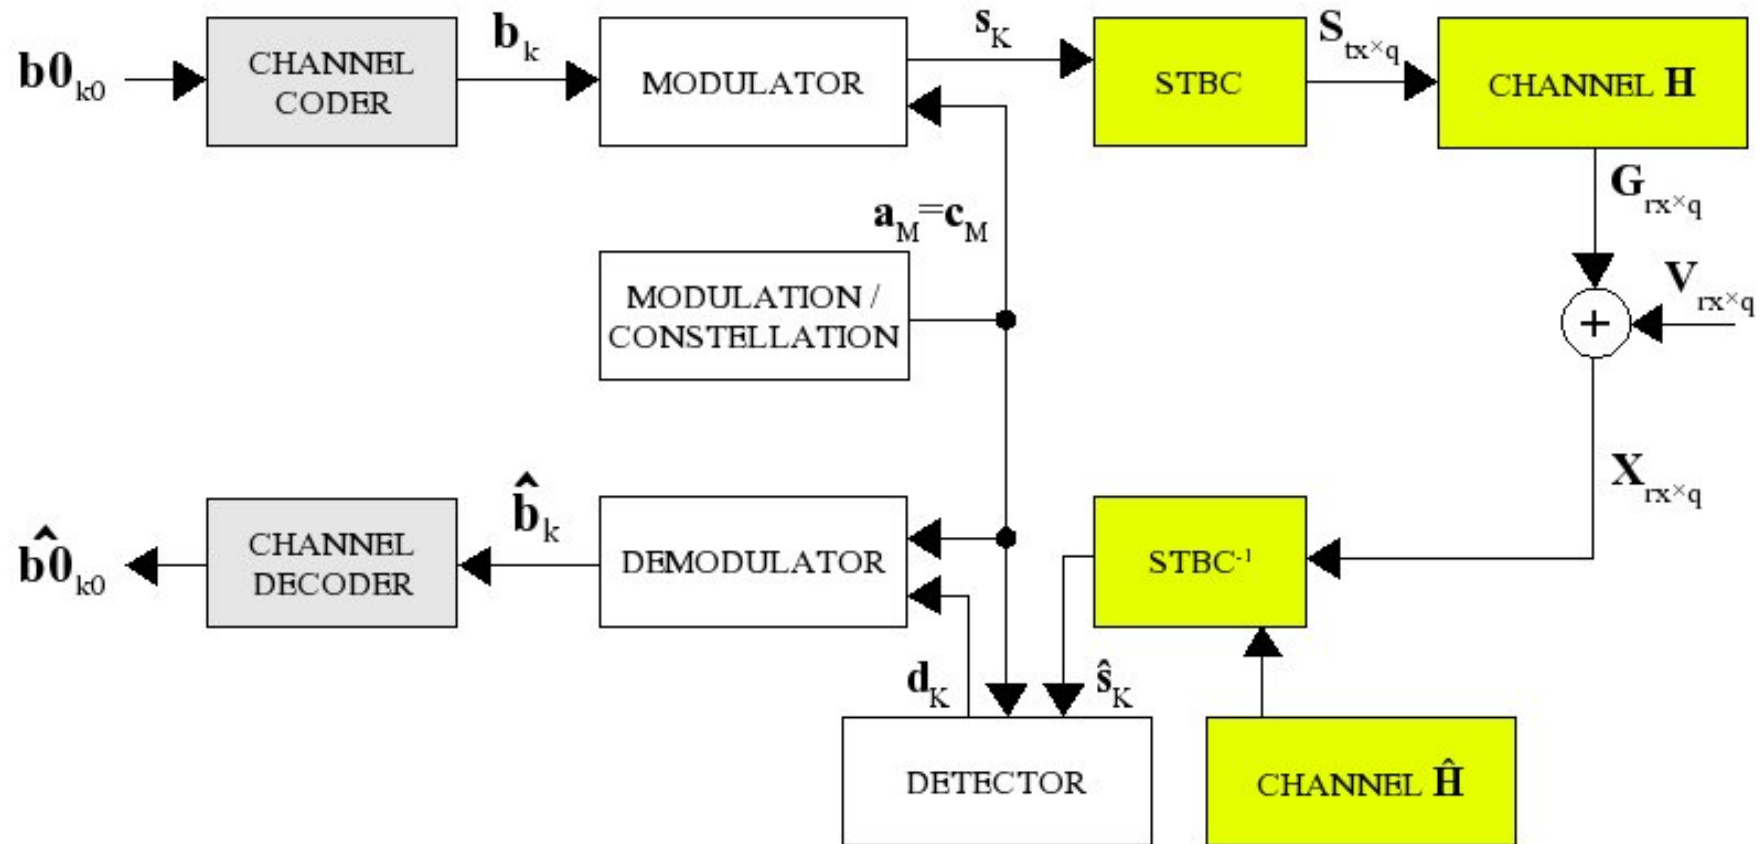 b0k0
CHANNEL
CODER
bk
MODULATOR
sK
STBC
Stx×q
CHANNEL H
Grx×q
aM=cM
MODULATION /
CONSTELLATION
+
Vrx×q
Xrx×q
b̂0k0
CHANNEL
DECODER
b̂k
DEMODULATOR
STBC-1
dK
ŝK
DETECTOR
CHANNEL Ĥ